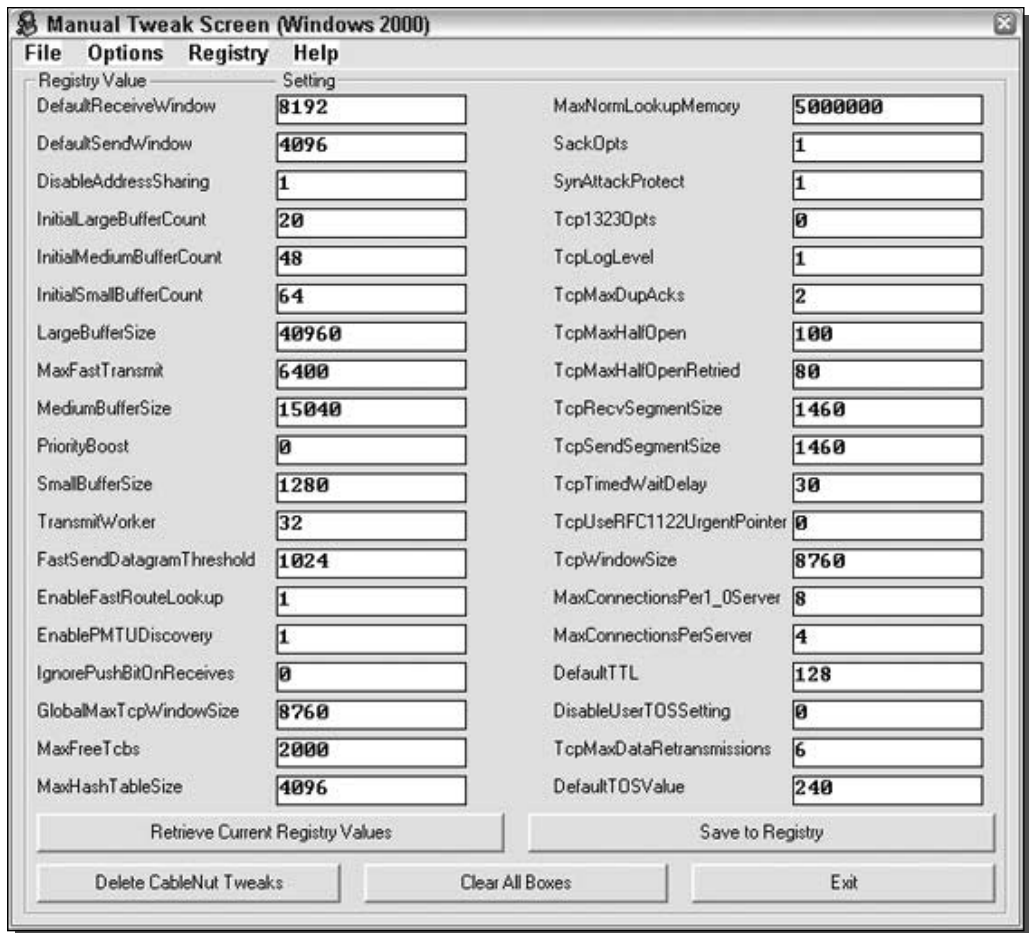 Manual Tweak Screen (Windows 2000)
File Options Registry Help
Registry Value Setting
DefaultReceiveWindow 8192 MaxNormLookupMemory 5000000
DefaultSendWindow 4096 SackOpts 1
DisableAddressSharing 1 SynAttackProtect 1
InitialLargeBufferCount 20 Tcp1323Opts 0
InitialMediumBufferCount 48 TcpLogLevel 1
InitialSmallBufferCount 64 TcpMaxDupAcks 2
LargeBufferSize 40960 TcpMaxHalfOpen 100
MaxFastTransmit 6400 TcpMaxHalfOpenRetried 80
MediumBufferSize 15040 TcpRecvSegmentSize 1460
PriorityBoost 0 TcpSendSegmentSize 1460
SmallBufferSize 1280 TcpTimedWaitDelay 30
TransmitWorker 32 TcpUseRFC1122UrgentPointer 0
FastSendDatagramThreshold 1024 TcpWindowSize 8760
EnableFastRouteLookup 1 MaxConnectionsPer1_0Server 8
EnablePMTUDiscovery 1 MaxConnectionsPerServer 4
IgnorePushBitOnReceives 0 DefaultTTL 128
GlobalMaxTcpWindowSize 8760 DisableUserTOSSetting 0
MaxFreeTcbs 2000 TcpMaxDataRetransmissions 6
MaxHashTableSize 4096 DefaultTOSValue 240
Retrieve Current Registry Values Save to Registry
Delete CableNut Tweaks Clear All Boxes Exit